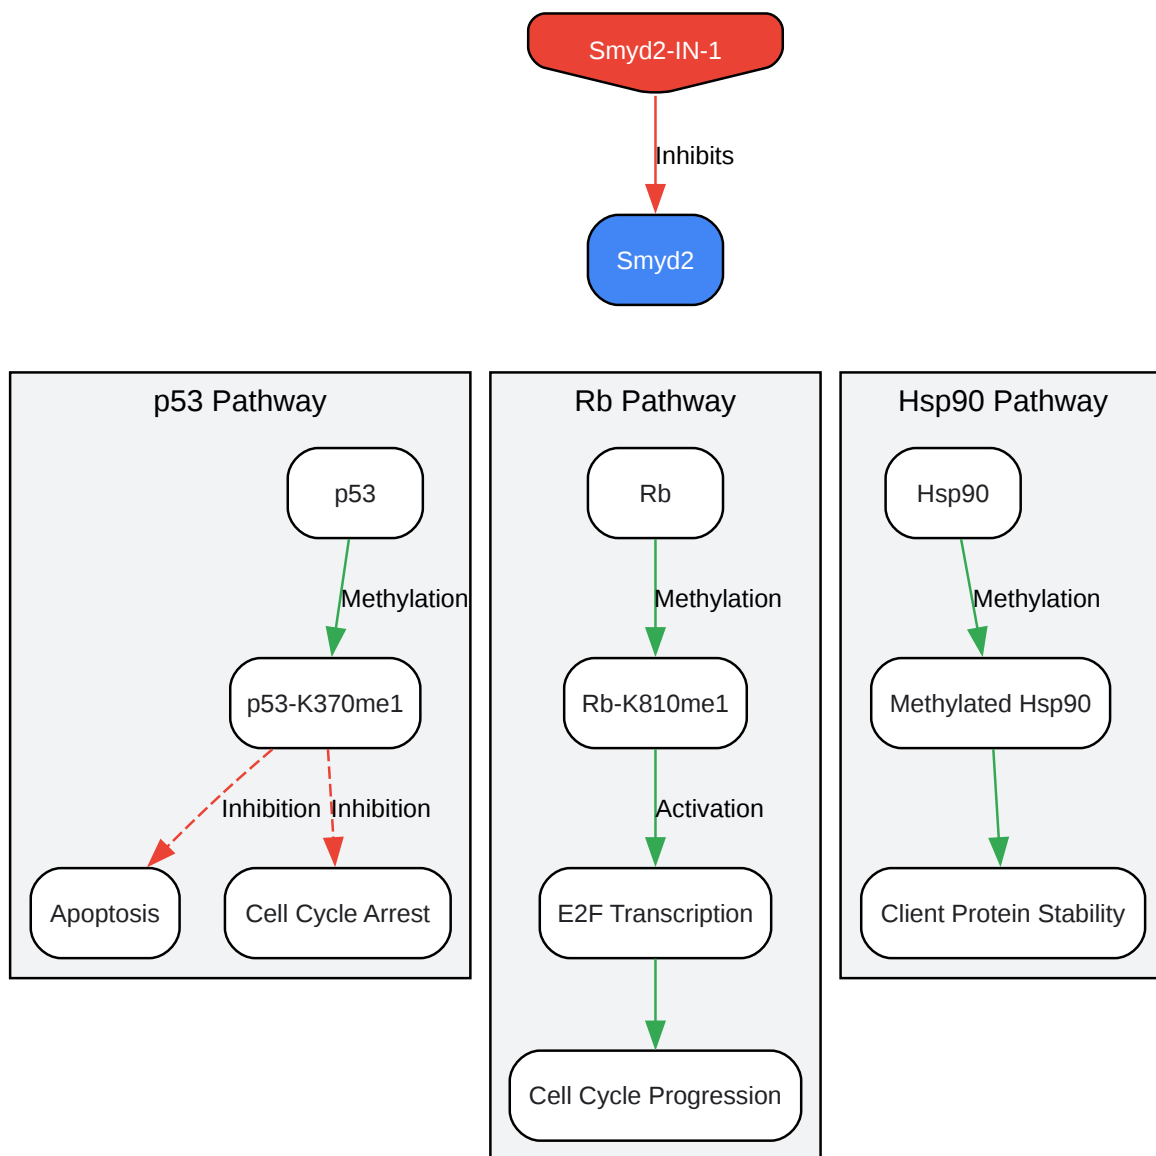 Smyd2-IN-1
Inhibits
Smyd2
p53 Pathway
p53
Methylation
p53-K370me1
Inhibition
Inhibition
Apoptosis
Cell Cycle Arrest
Rb Pathway
Rb
Methylation
Rb-K810me1
Activation
E2F Transcription
Cell Cycle Progression
Hsp90 Pathway
Hsp90
Methylation
Methylated Hsp90
Client Protein Stability